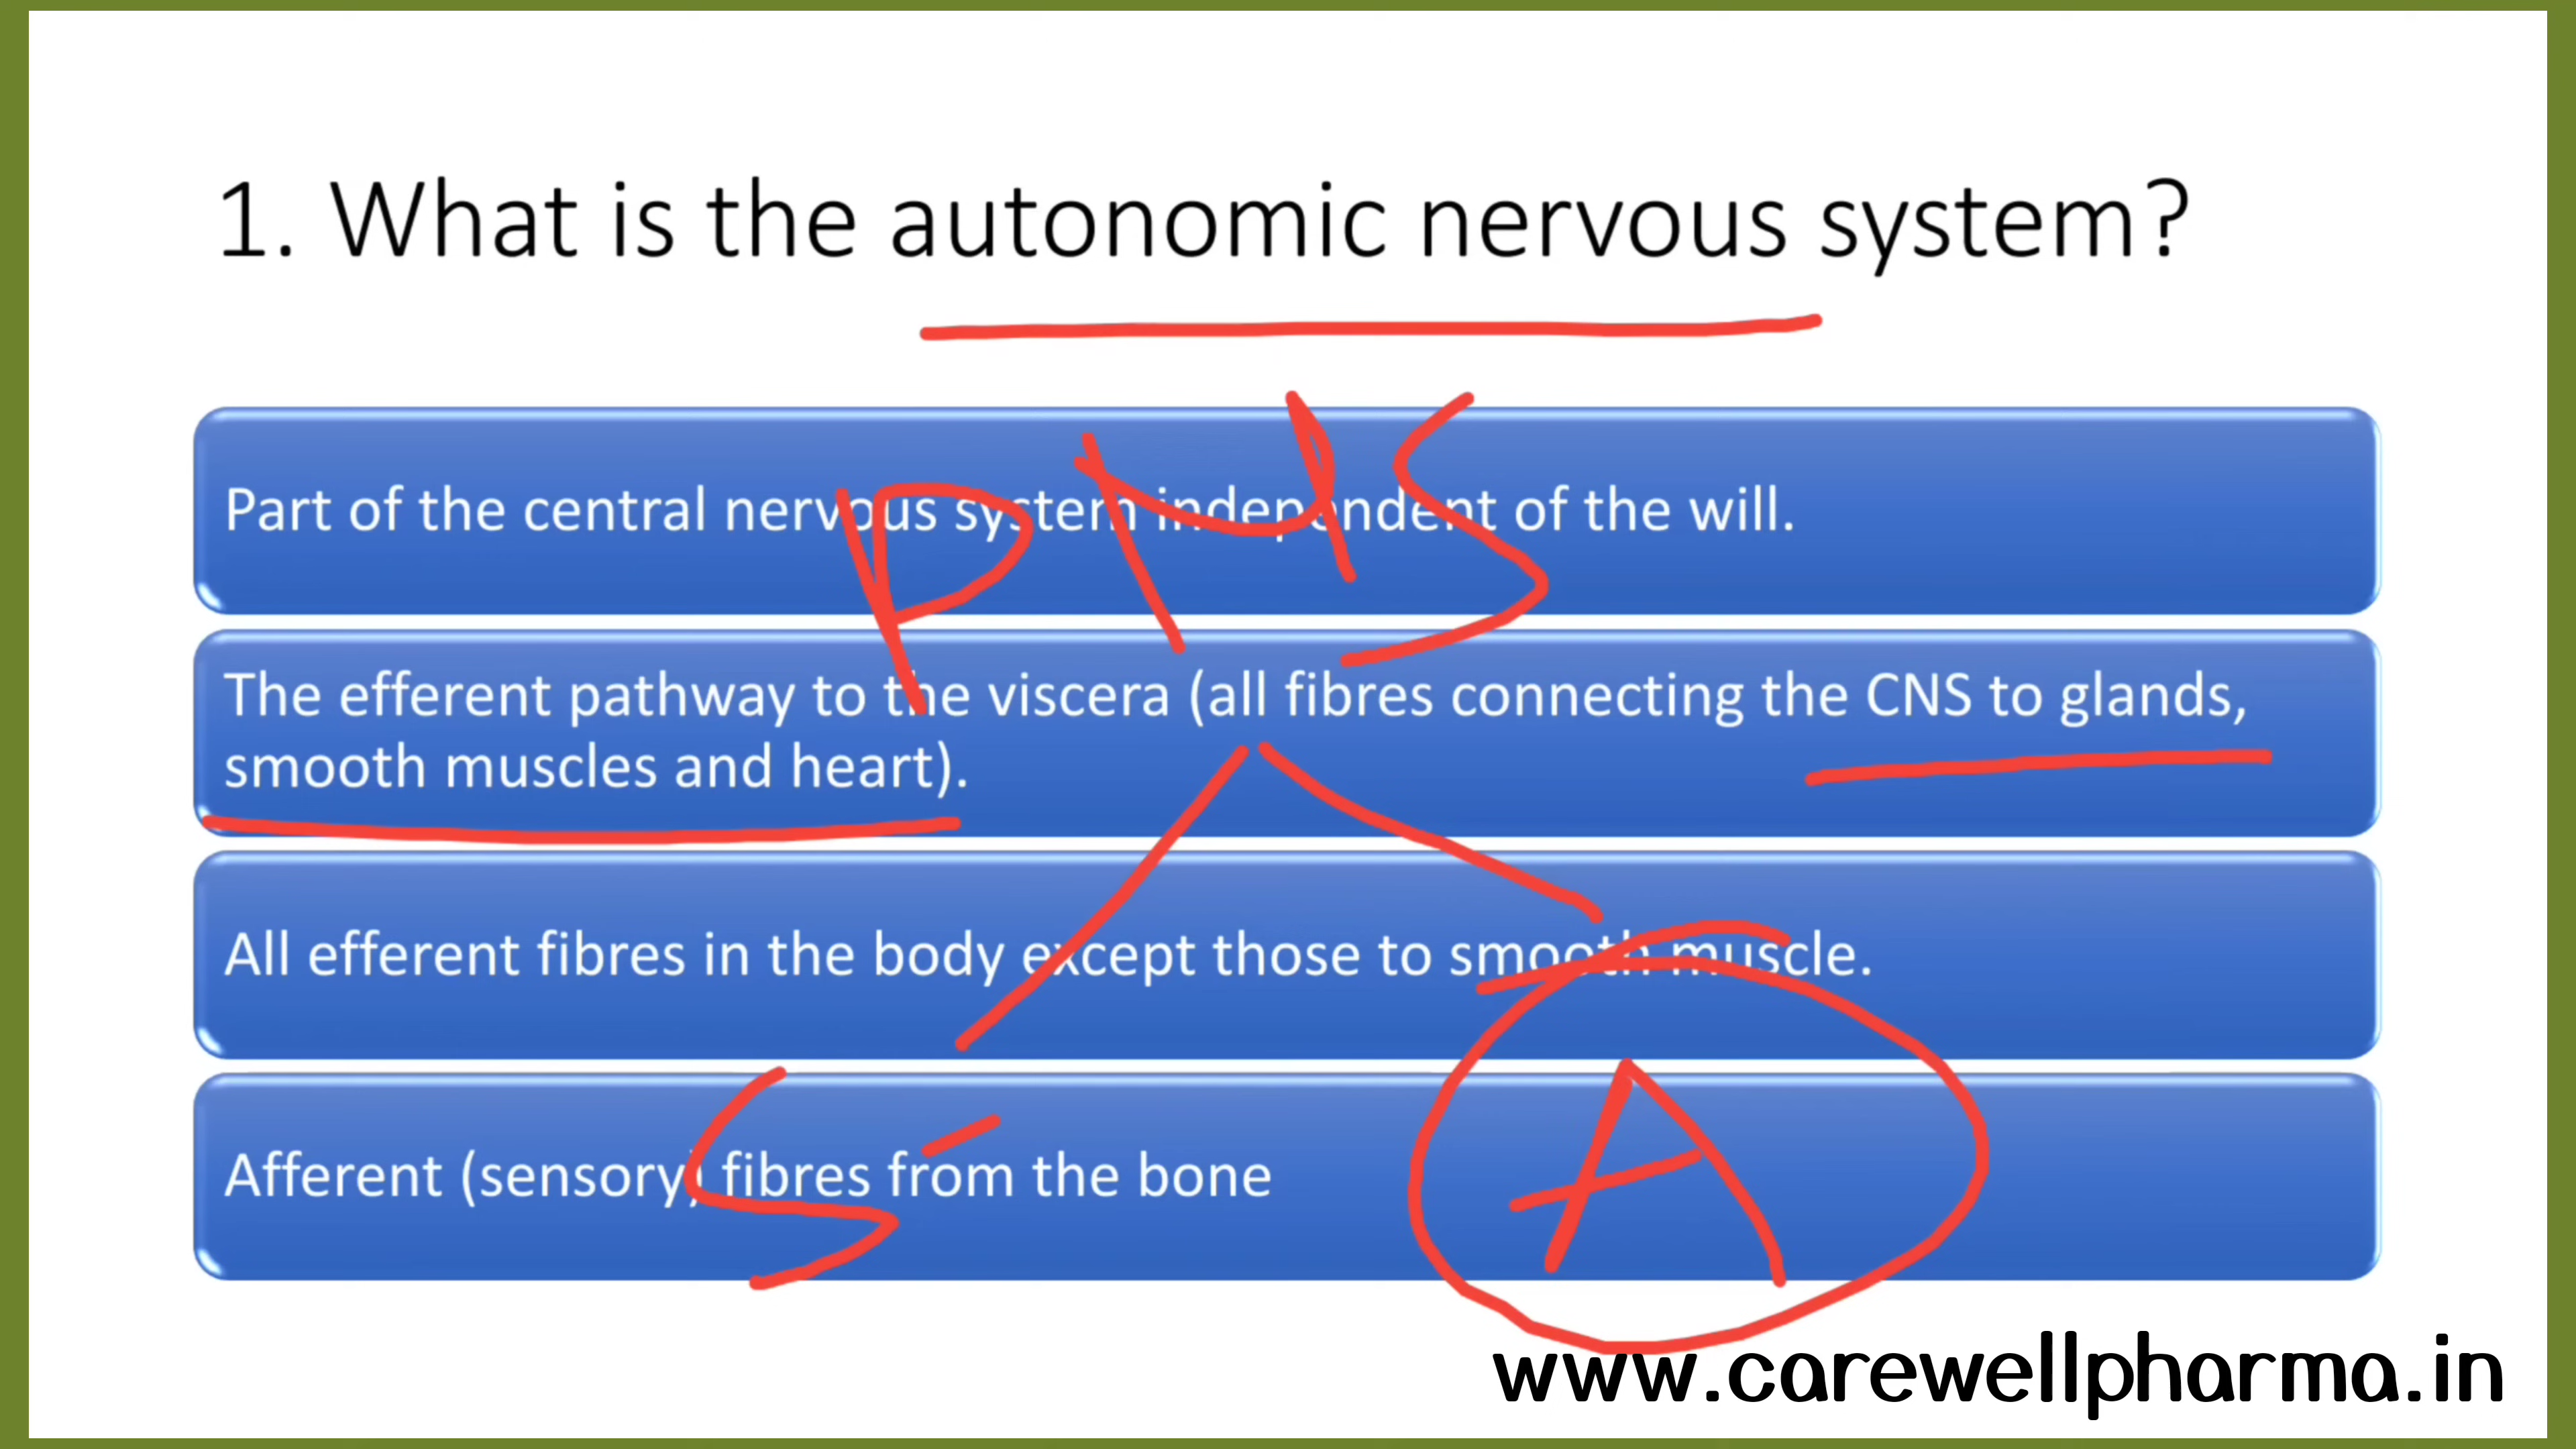 1. What is the autonomic nervous system?
PNS
Part of the central nervous system independent of the will.
The efferent pathway to the viscera (all fibres connecting the CNS to glands,
smooth muscles and heart).
All efferent fibres in the body except those to smooth muscle.
Afferent (sensory) fibres from the bone
S
A
www.carewellpharma.in